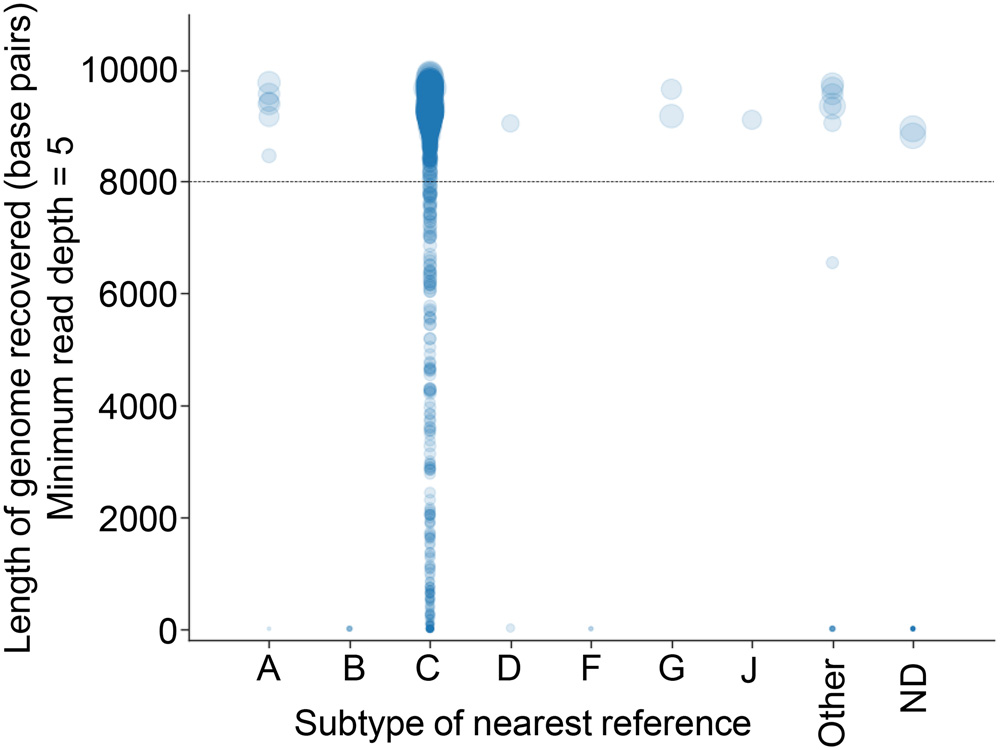 Length of genome recovered (base pairs)
Minimum read depth = 5
10000
8000
6000
4000
2000
0
A B C D F G J Other ND
Subtype of nearest reference